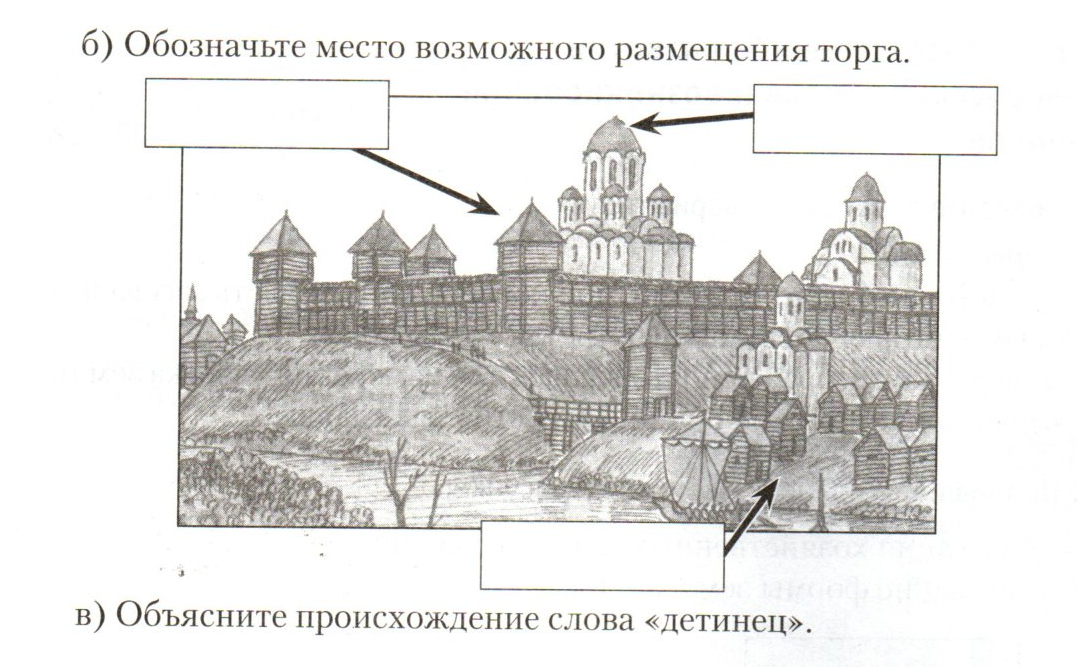 б) Обозначьте место возможного размещения торга.
в) Объясните происхождение слова «детинец».